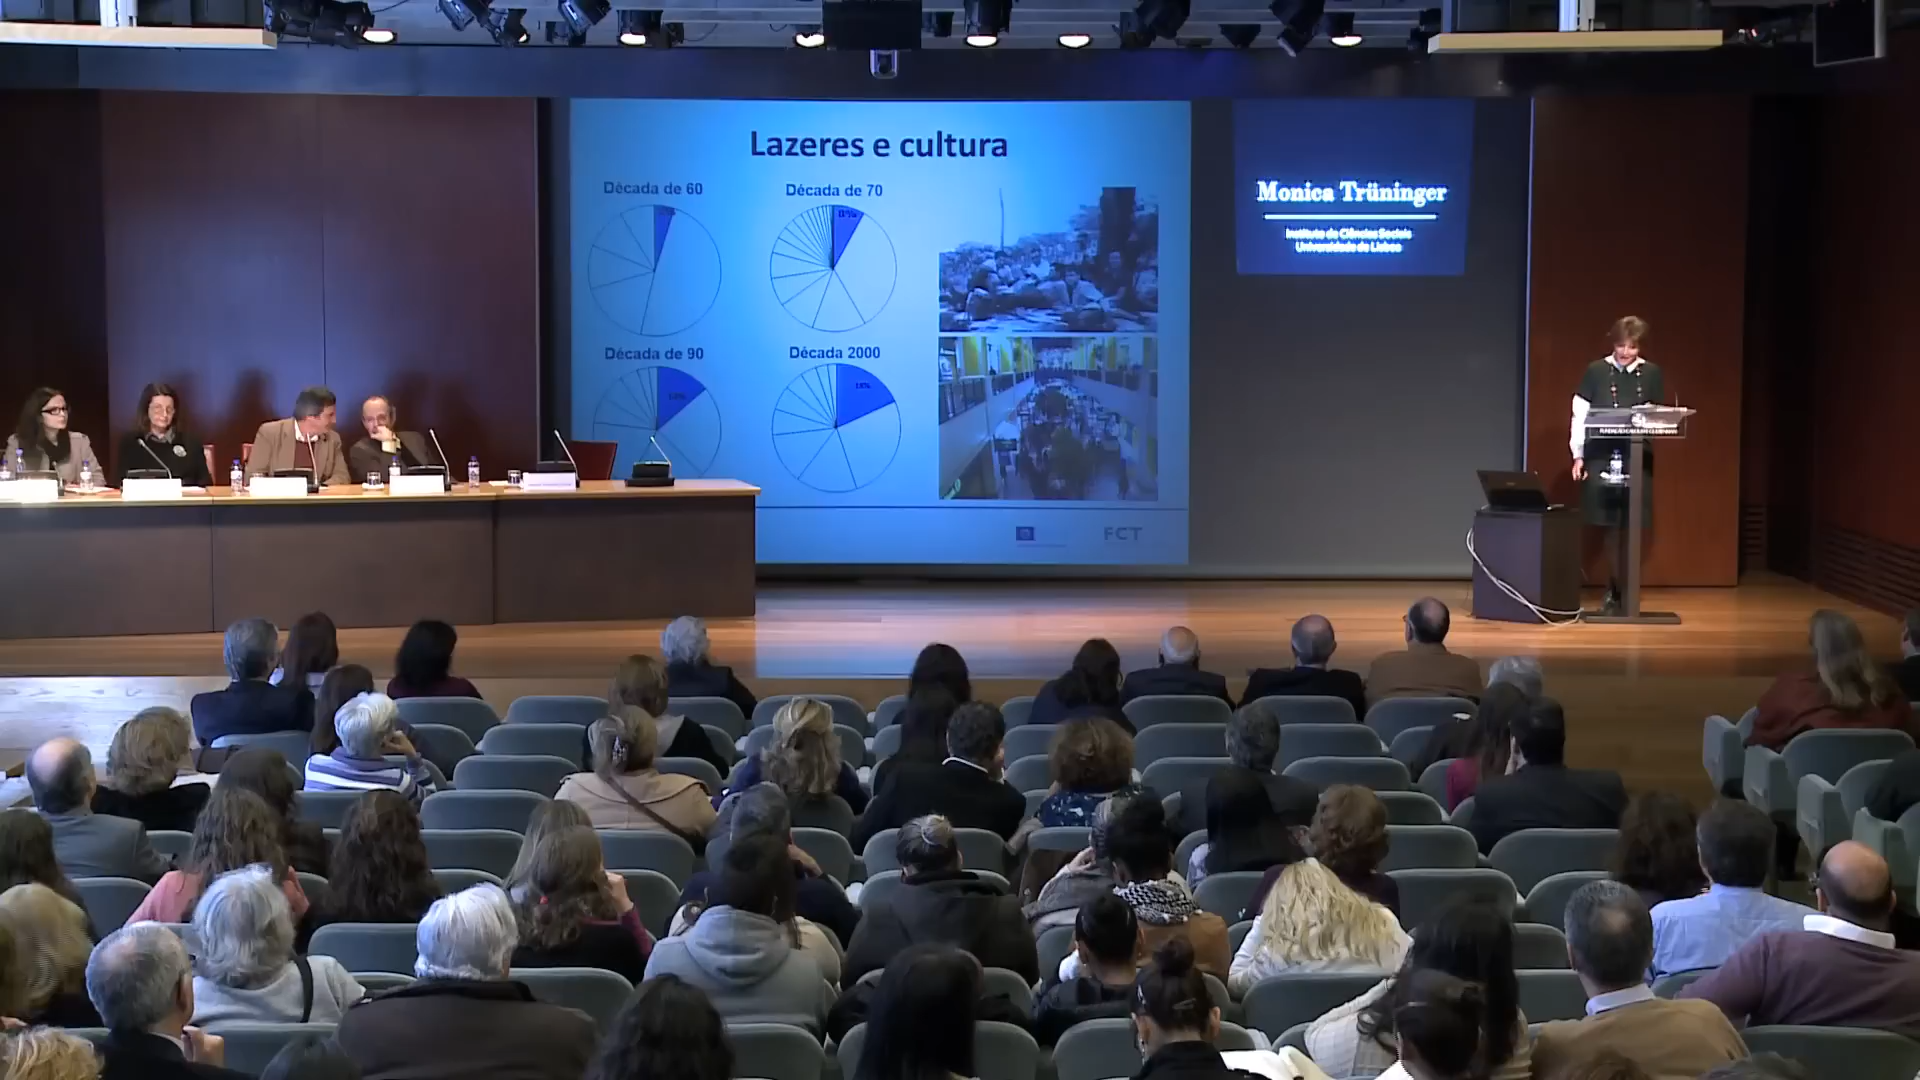 Lazeres e cultura
Década de 60
Década de 70
Década de 90
Década 2000
FCT
Monica Trüninger
Instituto de Ciências Sociais
Universidade de Lisboa